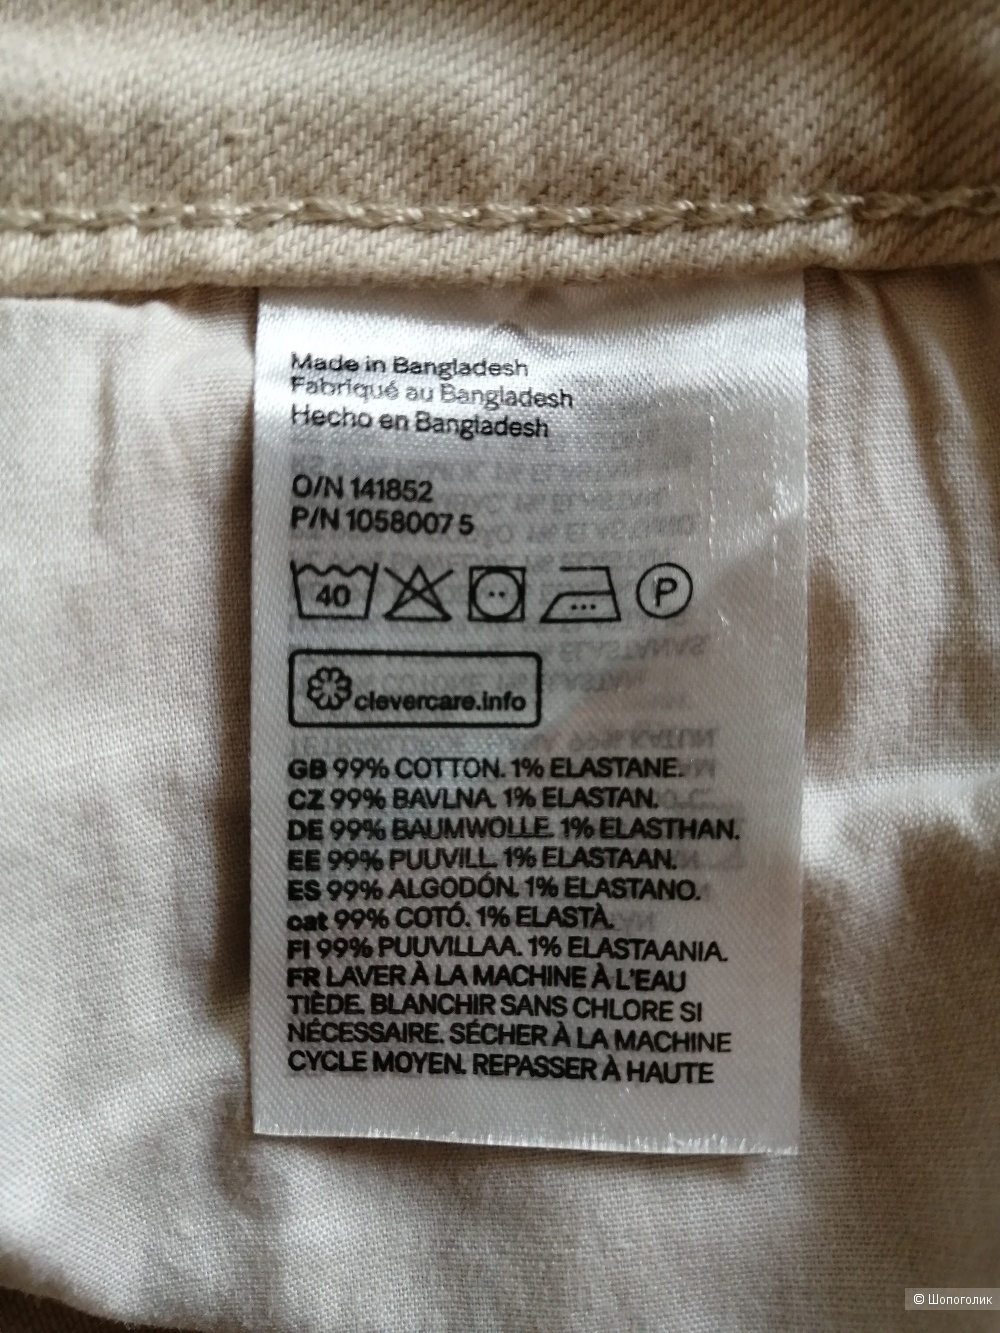 Made in Bangladesh
Fabriqué au Bangladesh
Hecho en Bangladesh
O/N 141852
P/N 1058007 5
40
P
clevercare.info
GB 99% COTTON. 1% ELASTANE.
CZ 99% BAVLNA. 1% ELASTAN.
DE 99% BAUMWOLLE. 1% ELASTHAN.
EE 99% PUUVILL. 1% ELASTAAN.
ES 99% ALGODÓN. 1% ELASTANO.
cat 99% COTÓ. 1% ELASTÀ.
FI 99% PUUVILLAA. 1% ELASTAANIA.
FR LAVER À LA MACHINE À L'EAU
TIÈDE. BLANCHIR SANS CHLORE SI
NÉCESSAIRE. SÉCHER À LA MACHINE
CYCLE MOYEN. REPASSER À HAUTE
© Шопоголик